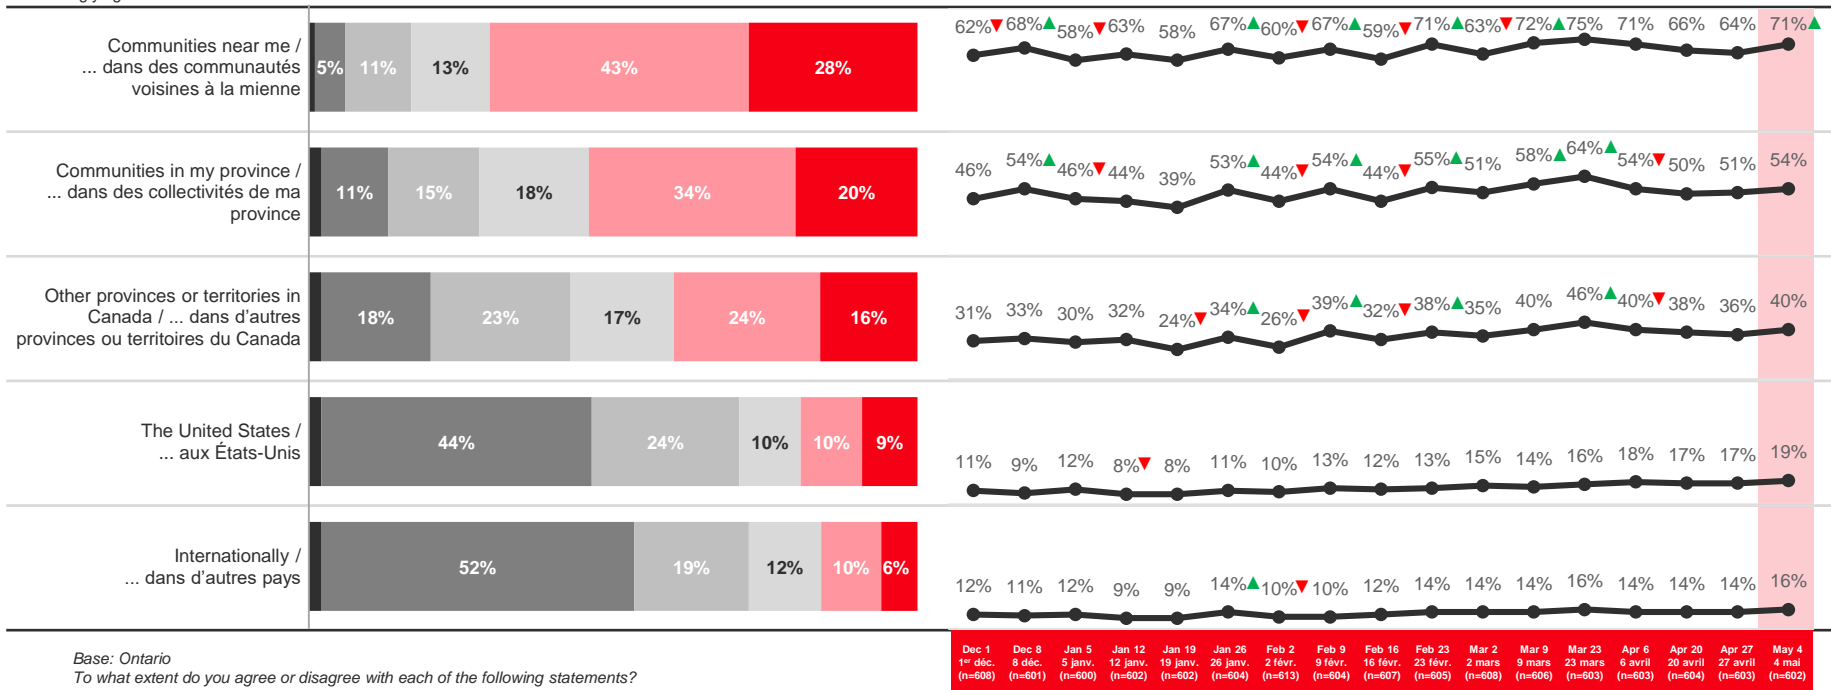 Communities near me /
... dans des communautés
voisines à la mienne
5% 11% 13% 43% 28%
62%▼ 68%▲ 58%▼ 63% 58% 67%▲ 60%▼ 67%▲ 59%▼ 71%▲ 63%▼ 72%▲ 75% 71% 66% 64% 71%▲
Communities in my province /
... dans des collectivités de ma
province
11% 15% 18% 34% 20%
46% 54%▲ 46%▼ 44% 39% 53%▲ 44%▼ 54%▲ 44%▼ 55%▲ 51% 58%▲ 64%▲ 54%▼ 50% 51% 54%
Other provinces or territories in
Canada / ... dans d'autres
provinces ou territoires du Canada
18% 23% 17% 24% 16%
31% 33% 30% 32% 24%▼ 34%▲ 26%▼ 39%▲ 32%▼ 38%▲ 35% 40% 46%▲ 40%▼ 38% 36% 40%
The United States /
... aux États-Unis
44% 24% 10% 10% 9%
11% 9% 12% 8%▼ 8% 11% 10% 13% 12% 13% 15% 14% 16% 18% 17% 17% 19%
Internationally /
... dans d'autres pays
52% 19% 12% 10% 6%
12% 11% 12% 9% 9% 14%▲ 10%▼ 10% 12% 14% 14% 14% 16% 14% 14% 14% 16%
Dec 1 Dec 8 Jan 5 Jan 12 Jan 19 Jan 26 Feb 2 Feb 9 Feb 16 Feb 23 Mar 2 Mar 9 Mar 23 Apr 6 Apr 20 Apr 27 May 4
1er déc. 8 déc. 5 janv. 12 janv. 19 janv. 26 janv. 2 févr. 9 févr. 16 févr. 23 févr. 2 mars 9 mars 23 mars 6 avril 20 avril 27 avril 4 mai
(n=608) (n=601) (n=600) (n=602) (n=602) (n=604) (n=613) (n=604) (n=607) (n=605) (n=608) (n=606) (n=603) (n=603) (n=604) (n=603) (n=602)
Base: Ontario
To what extent do you agree or disagree with each of the following statements?